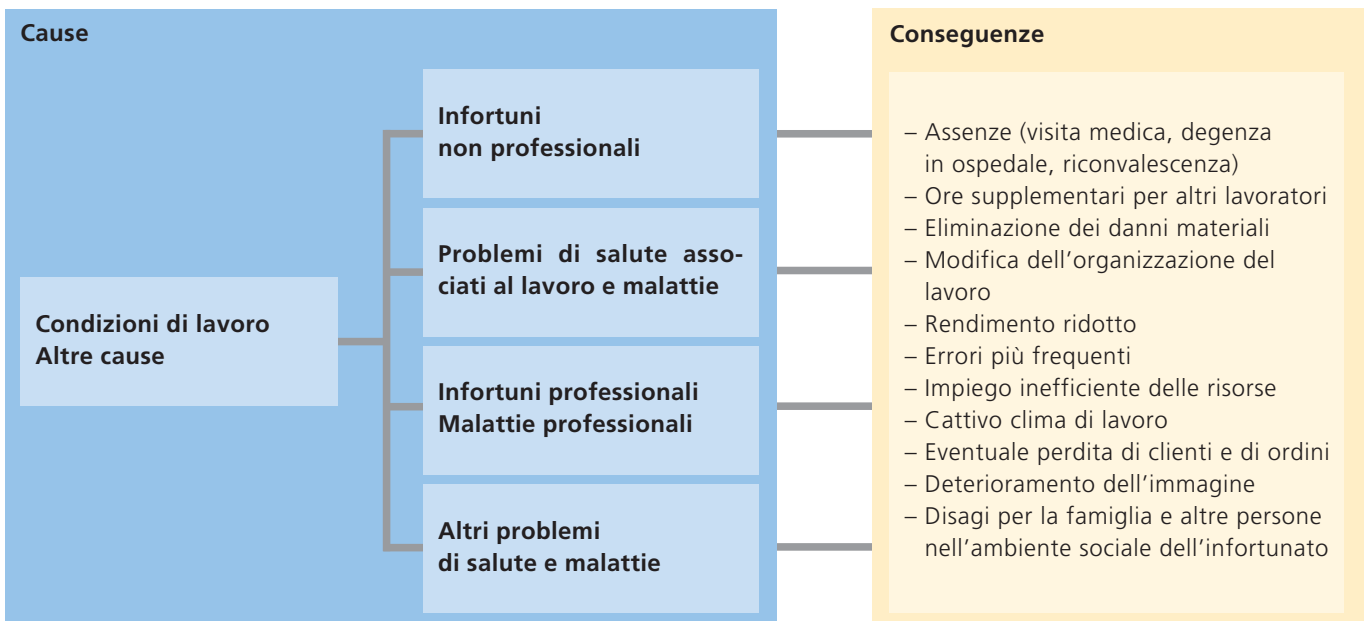 Cause
Condizioni di lavoro
Altre cause
Infortuni
non professionali
Problemi di salute asso-
ciati al lavoro e malattie
Infortuni professionali
Malattie professionali
Altri problemi
di salute e malattie
Conseguenze
– Assenze (visita medica, degenza
in ospedale, riconvalescenza)
– Ore supplementari per altri lavoratori
– Eliminazione dei danni materiali
– Modifica dell’organizzazione del
lavoro
– Rendimento ridotto
– Errori più frequenti
– Impiego inefficiente delle risorse
– Cattivo clima di lavoro
– Eventuale perdita di clienti e di ordini
– Deterioramento dell’immagine
– Disagi per la famiglia e altre persone
nell’ambiente sociale dell’infortunato